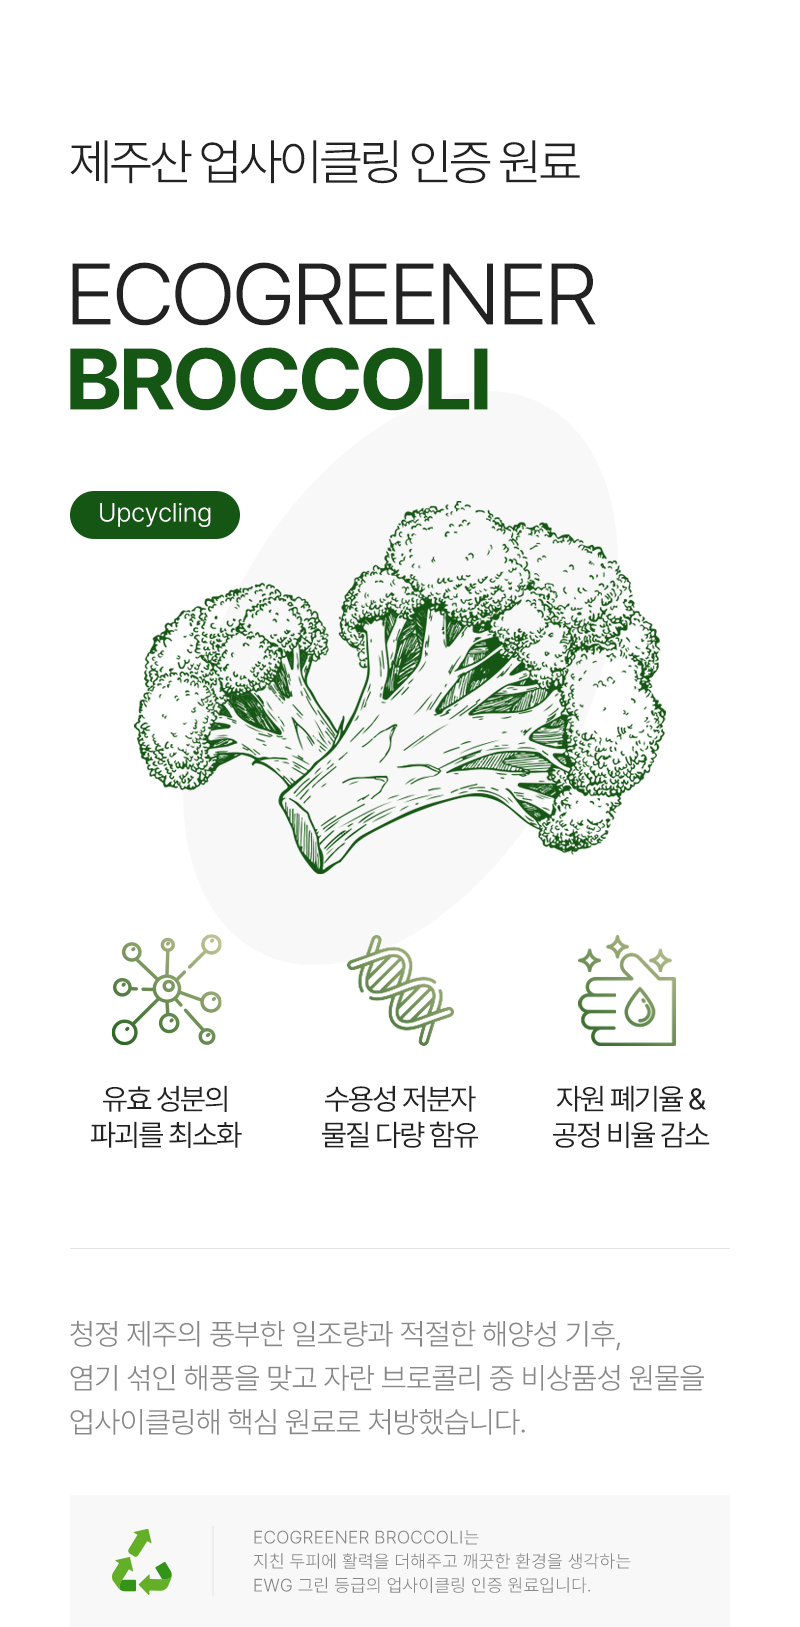 제주산 업사이클링 인증 원료
ECOGREENER
BROCCOLI
Upcycling
유효 성분의
파괴를 최소화
수용성 저분자
물질 다량 함유
자원 폐기율 &
공정 비율 감소
청정 제주의 풍부한 일조량과 적절한 해양성 기후,
염기 섞인 해풍을 맞고 자란 브로콜리 중 비상품성 원물을
업사이클링해 핵심 원료로 처방했습니다.
ECOGREENER BROCCOLI는
지친 두피에 활력을 더해주고 깨끗한 환경을 생각하는
EWG 그린 등급의 업사이클링 인증 원료입니다.